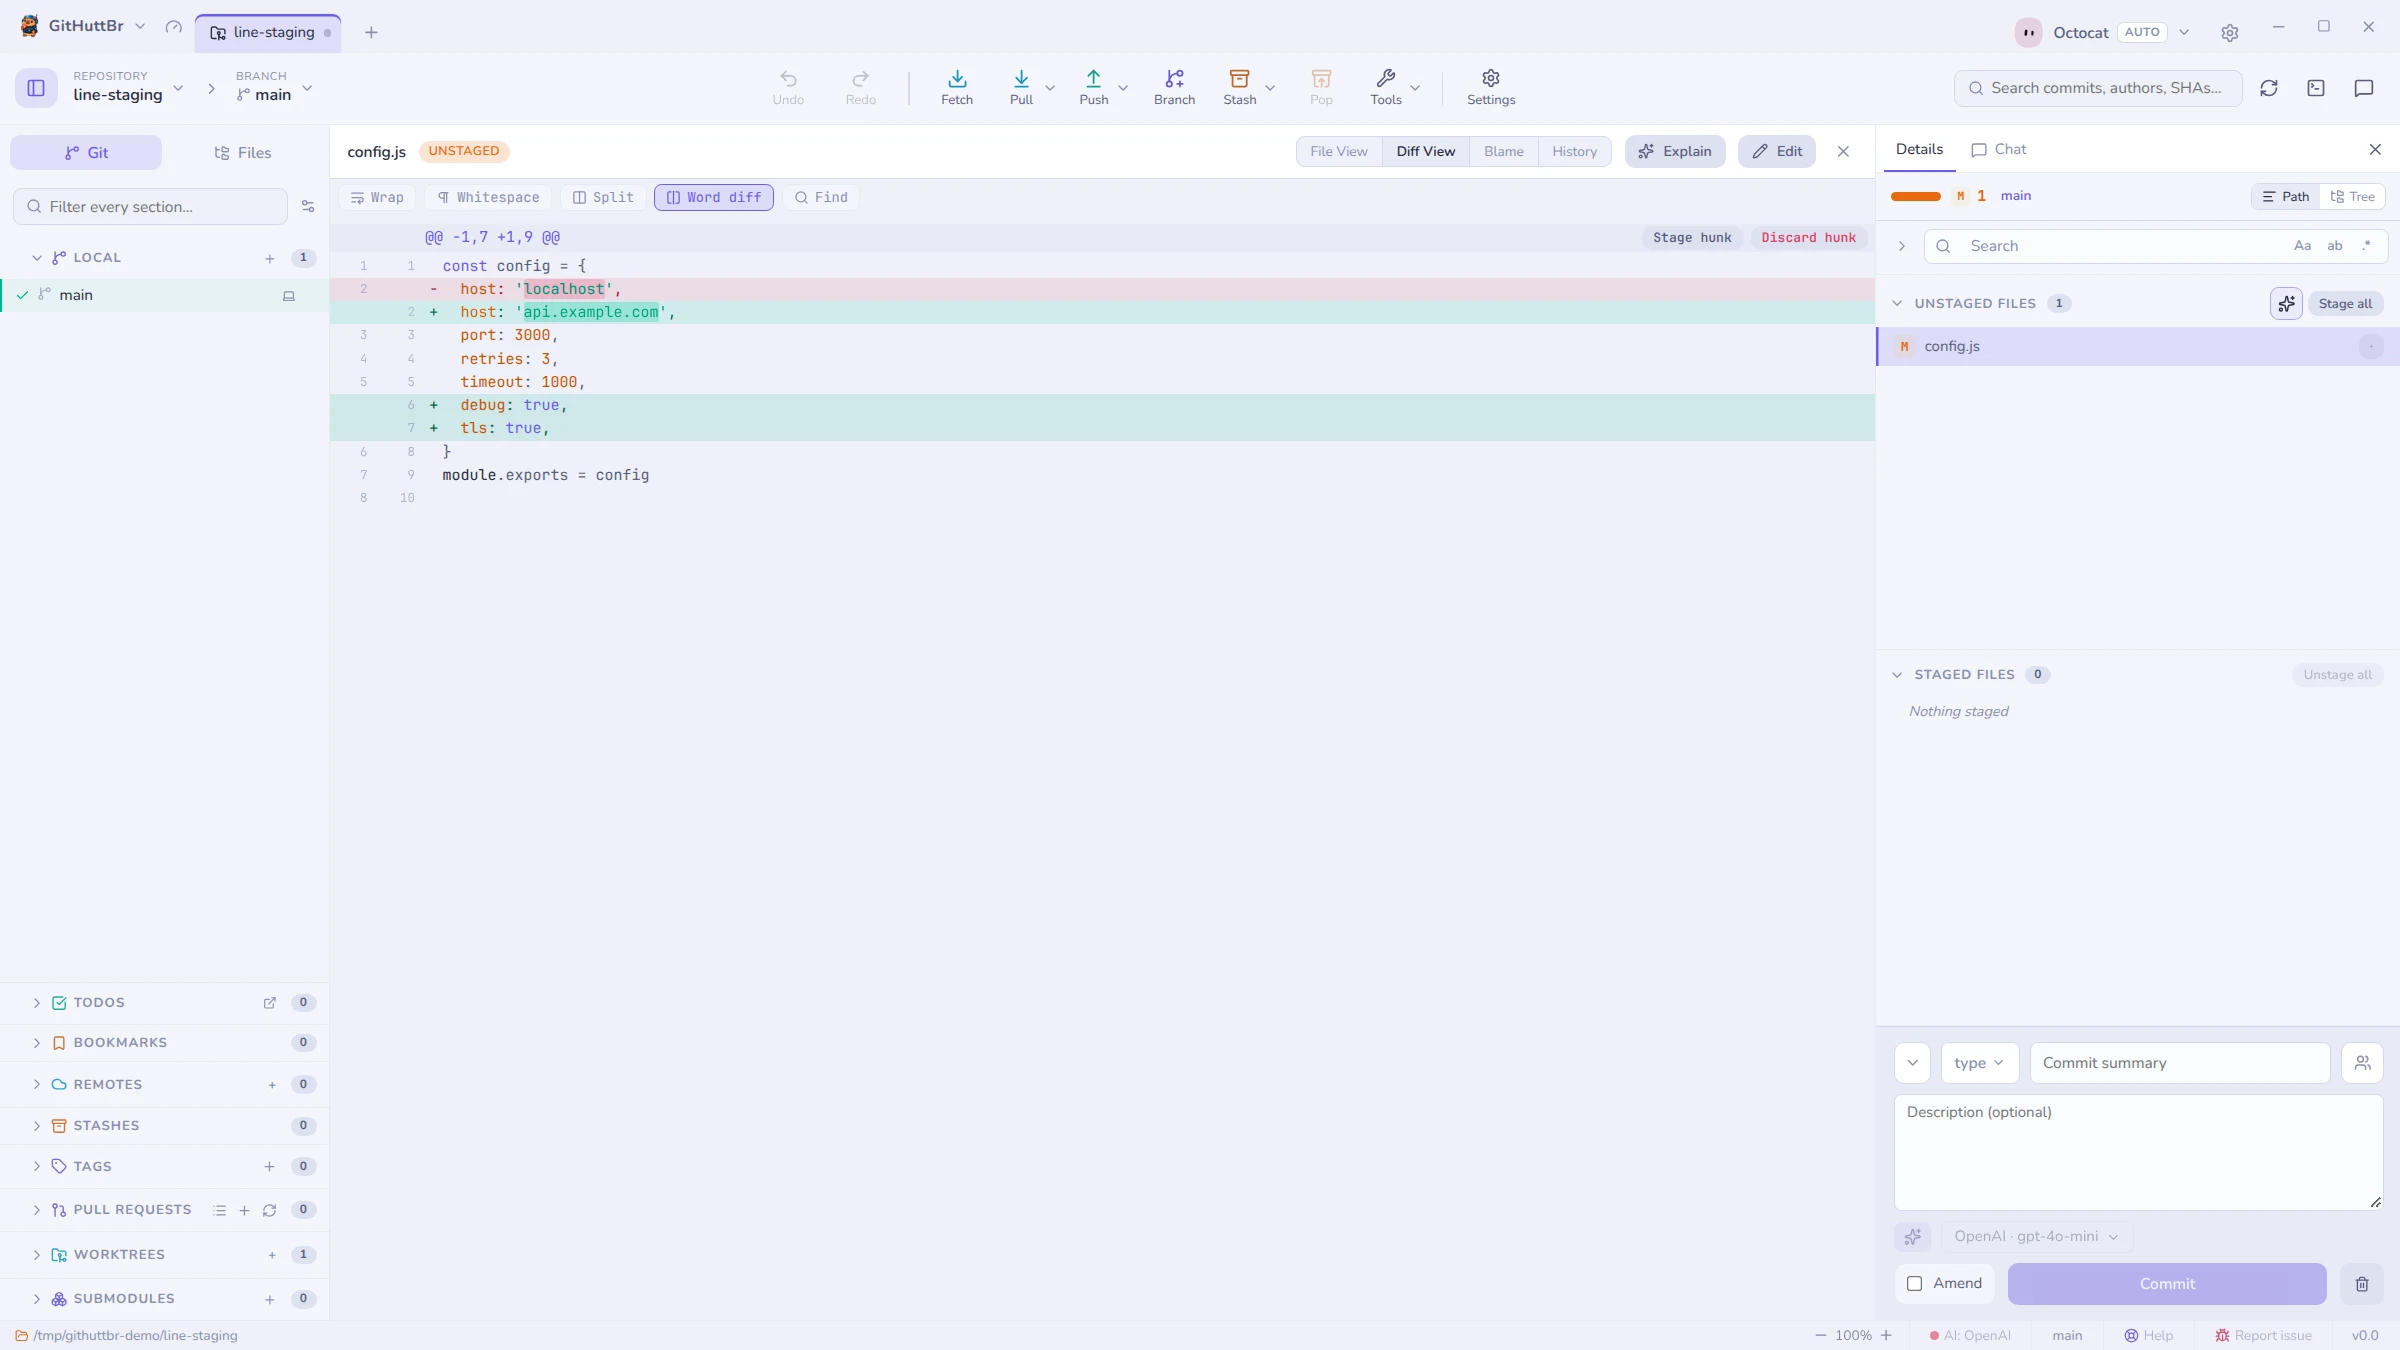 GitHuttBr
line-staging
Octocat AUTO
REPOSITORY
line-staging
BRANCH
main
Undo
Redo
Fetch
Pull
Push
Branch
Stash
Pop
Tools
Settings
Search commits, authors, SHAs...
Git
Files
Filter every section...
LOCAL 1
main
TODOS 0
BOOKMARKS 0
REMOTES 0
STASHES 0
TAGS 0
PULL REQUESTS 0
WORKTREES 1
SUBMODULES 0
config.js UNSTAGED
File View
Diff View
Blame
History
Explain
Edit
Wrap
Whitespace
Split
Word diff
Find
@@ -1,7 +1,9 @@
Stage hunk
Discard hunk
1 1 const config = {
2 - host: 'localhost',
2 + host: 'api.example.com',
3 3 port: 3000,
4 4 retries: 3,
5 5 timeout: 1000,
6 + debug: true,
7 + tls: true,
6 8 }
7 9 module.exports = config
8 10
Details
Chat
M 1 main
Path
Tree
Search Aa ab .*
UNSTAGED FILES 1
Stage all
M config.js
STAGED FILES 0
Unstage all
Nothing staged
type
Commit summary
Description (optional)
OpenAI · gpt-4o-mini
Amend
Commit
/tmp/githuttbr-demo/line-staging
100%
AI: OpenAI
main
Help
Report issue
v0.0